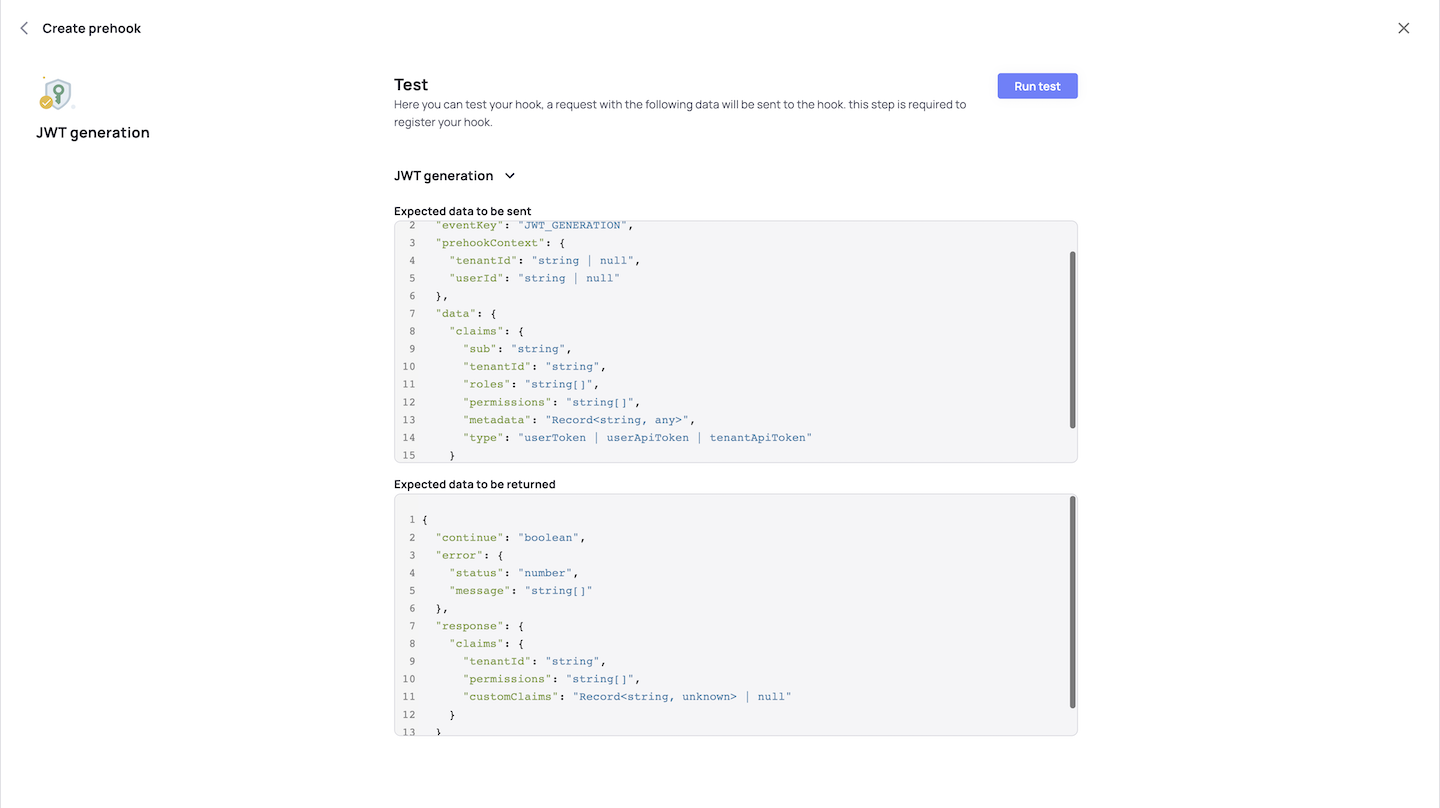 Create prehook
JWT generation
Test
Run test
Here you can test your hook, a request with the following data will be sent to the hook. this step is required to
register your hook.
JWT generation
Expected data to be sent
2 "eventKey": "JWT_GENERATION",
3 "prehookContext": {
4 "tenantId": "string | null",
5 "userId": "string | null"
6 },
7 "data": {
8 "claims": {
9 "sub": "string",
10 "tenantId": "string",
11 "roles": "string[]",
12 "permissions": "string[]",
13 "metadata": "Record<string, any>",
14 "type": "userToken | userApiToken | tenantApiToken"
15 }
Expected data to be returned
1 {
2 "continue": "boolean",
3 "error": {
4 "status": "number",
5 "message": "string[]"
6 },
7 "response": {
8 "claims": {
9 "tenantId": "string",
10 "permissions": "string[]",
11 "customClaims": "Record<string, unknown> | null"
12 }
13 }